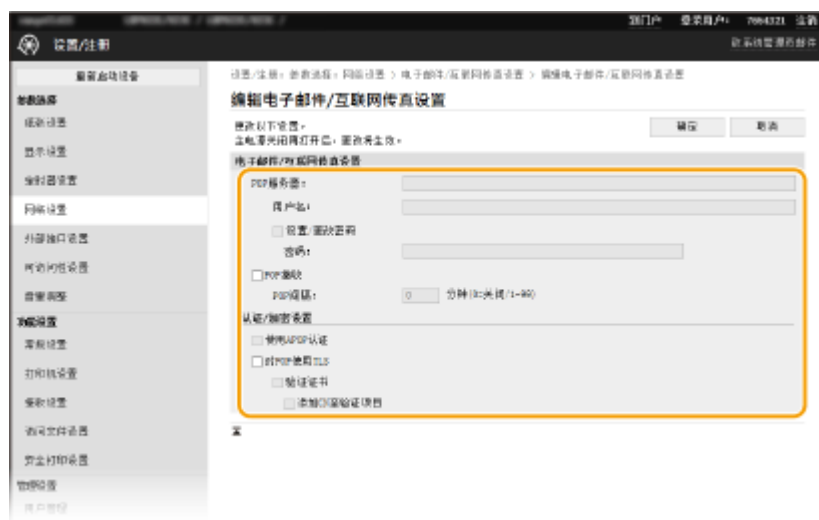 到门户 登录用户: 7654321 注销
设置/注册
致系统管理员邮件
重新启动设备
设置/注册: 参数选择: 网络设置 > 电子邮件/互联网传真设置 > 编辑电子邮件/互联网传真设置
参数选择
纸张设置
显示设置
定时器设置
网络设置
外部接口设置
可访问性设置
音量调整
功能设置
常规设置
打印机设置
接收设置
访问文件设置
安全打印设置
管理设置
用户管理
编辑电子邮件/互联网传真设置
更改以下设置。
主电源关闭再打开后，更改将生效。
确定
取消
电子邮件/互联网传真设置
POP服务器:
用户名:
设置/更改密码
密码:
POP接收
POP间隔: 0 分钟(0:关闭/1-99)
认证/加密设置
使用APOP认证
对POP使用TLS
验证证书
添加CN至验证项目